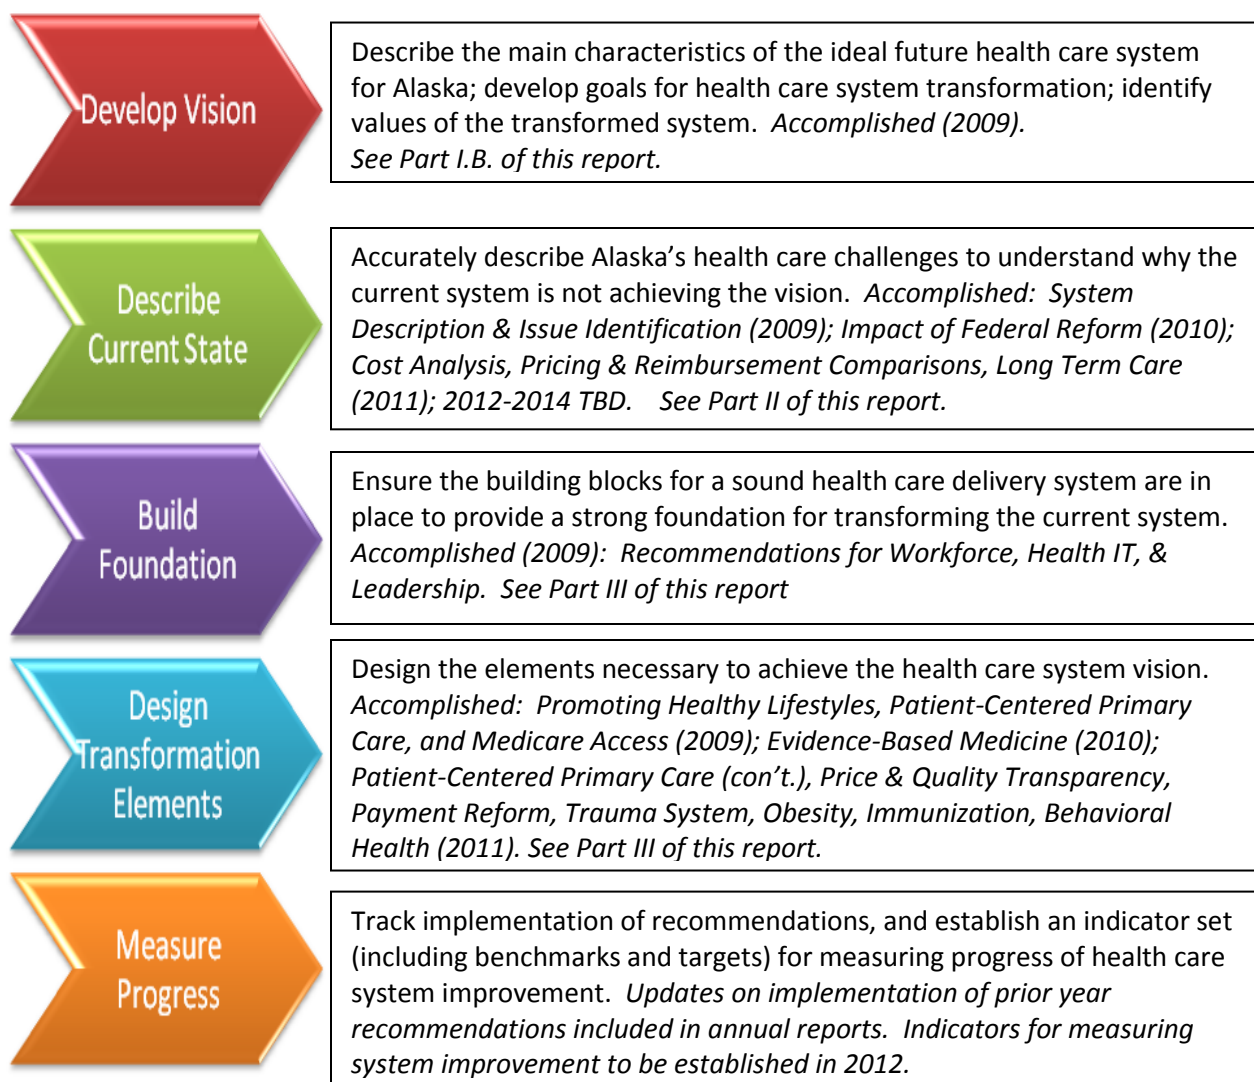 Develop Vision
Describe the main characteristics of the ideal future health care system
for Alaska; develop goals for health care system transformation; identify
values of the transformed system.  Accomplished (2009).
See Part I.B. of this report.
Describe
Current State
Accurately describe Alaska’s health care challenges to understand why the
current system is not achieving the vision.  Accomplished:  System
Description & Issue Identification (2009); Impact of Federal Reform (2010);
Cost Analysis, Pricing & Reimbursement Comparisons, Long Term Care
(2011); 2012-2014 TBD.    See Part II of this report.
Build
Foundation
Ensure the building blocks for a sound health care delivery system are in
place to provide a strong foundation for transforming the current system.
Accomplished (2009):  Recommendations for Workforce, Health IT, &
Leadership.  See Part III of this report
Design
Transformation
Elements
Design the elements necessary to achieve the health care system vision.
Accomplished:  Promoting Healthy Lifestyles, Patient-Centered Primary
Care, and Medicare Access (2009); Evidence-Based Medicine (2010);
Patient-Centered Primary Care (con’t.), Price & Quality Transparency,
Payment Reform, Trauma System, Obesity, Immunization, Behavioral
Health (2011). See Part III of this report.
Measure
Progress
Track implementation of recommendations, and establish an indicator set
(including benchmarks and targets) for measuring progress of health care
system improvement.  Updates on implementation of prior year
recommendations included in annual reports.  Indicators for measuring
system improvement to be established in 2012.